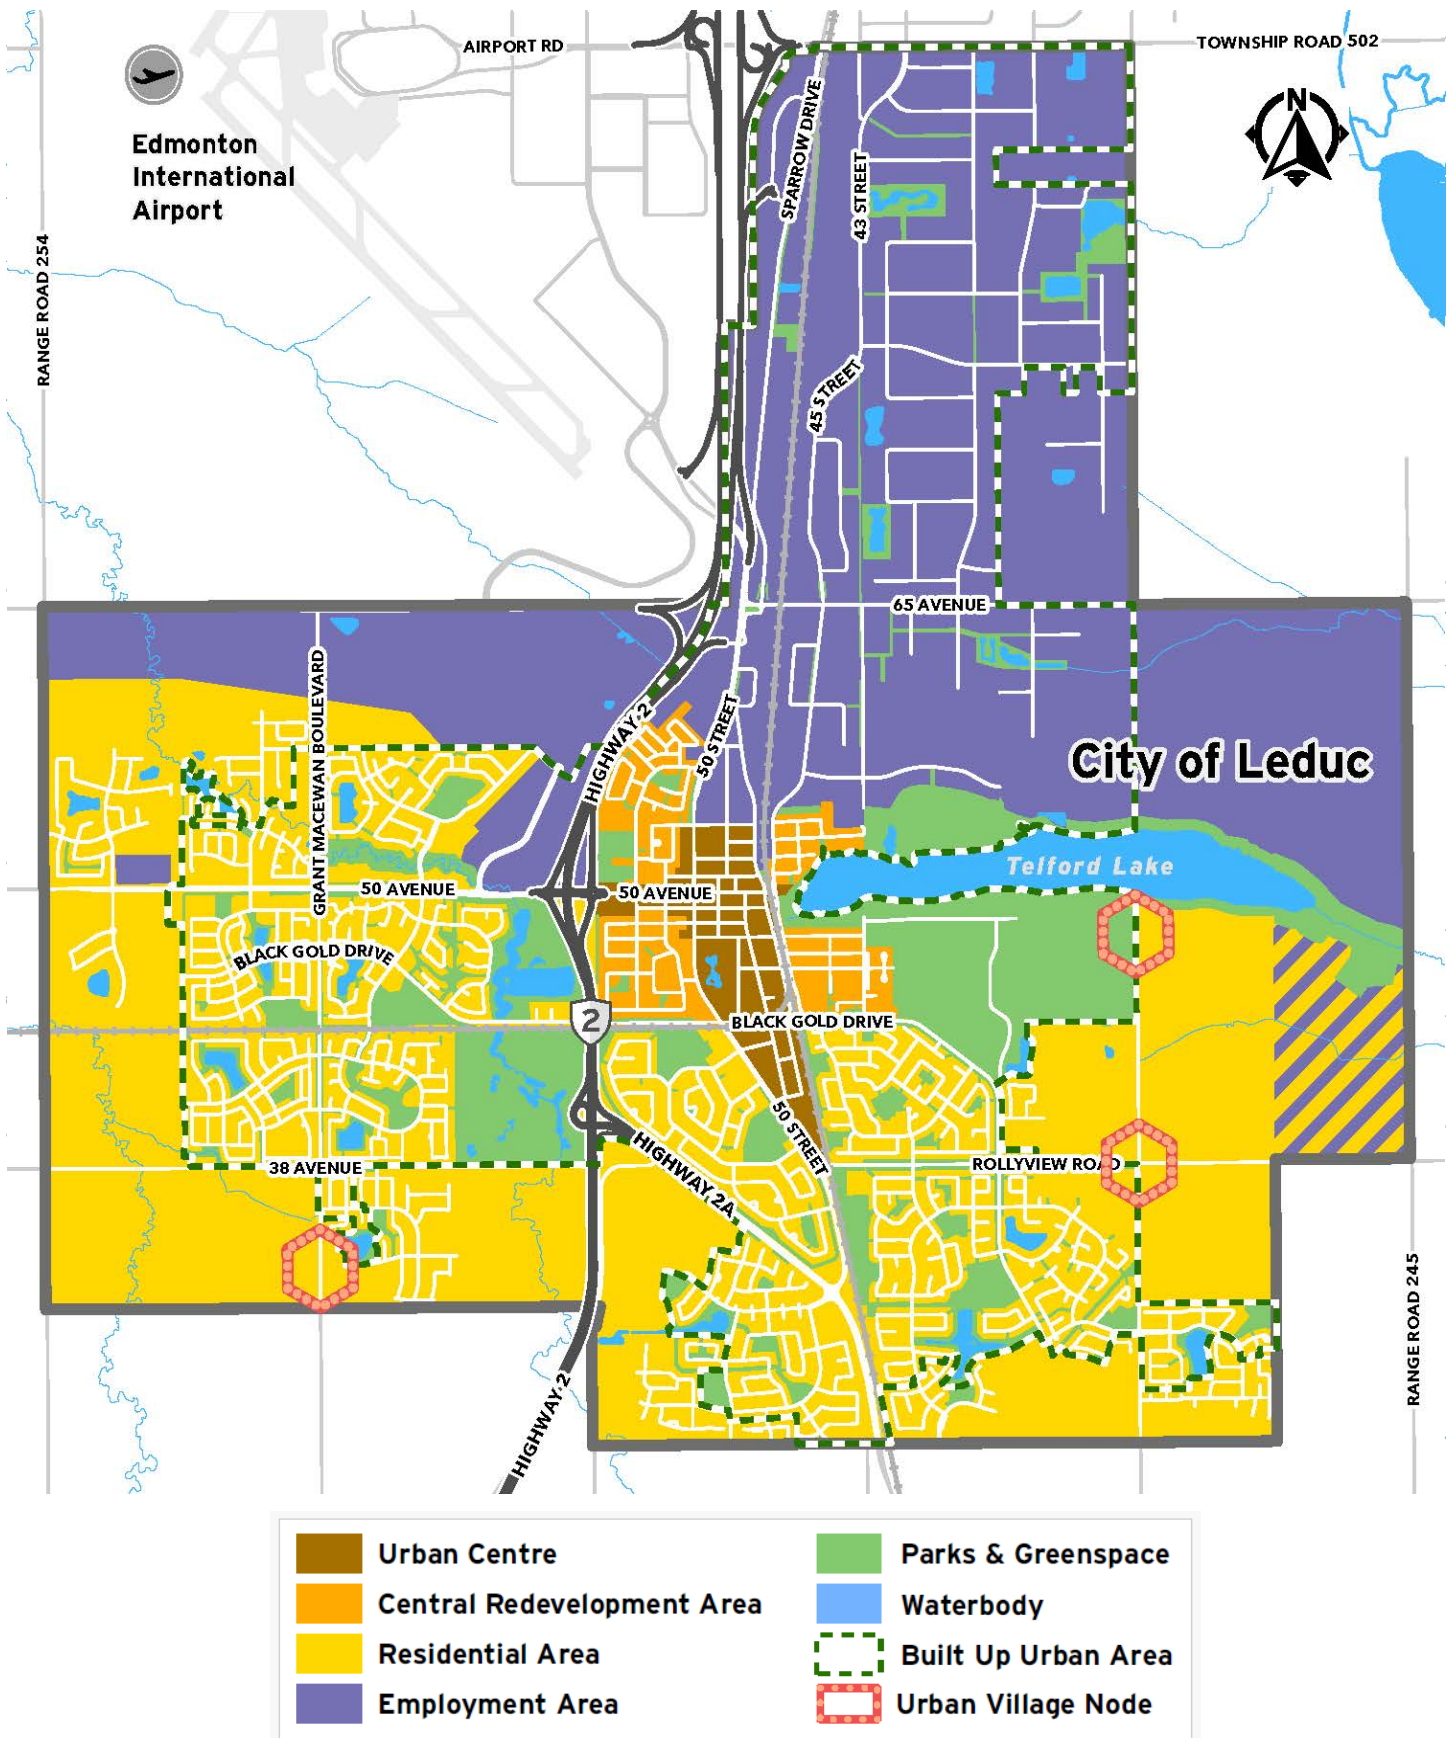 AIRPORT RD
TOWNSHIP ROAD 502
N
Edmonton
International
Airport
SPARROW DRIVE
43 STREET
RANGE ROAD 254
45 STREET
65 AVENUE
GRANT MACEWAN BOULEVARD
HIGHWAY 2
50 STREET
City of Leduc
Telford Lake
50 AVENUE
50 AVENUE
BLACK GOLD DRIVE
2
BLACK GOLD DRIVE
50 STREET
38 AVENUE
HIGHWAY 2A
ROLLYVIEW ROAD
RANGE ROAD 245
HIGHWAY 2
Urban Centre
Central Redevelopment Area
Residential Area
Employment Area
Parks & Greenspace
Waterbody
Built Up Urban Area
Urban Village Node